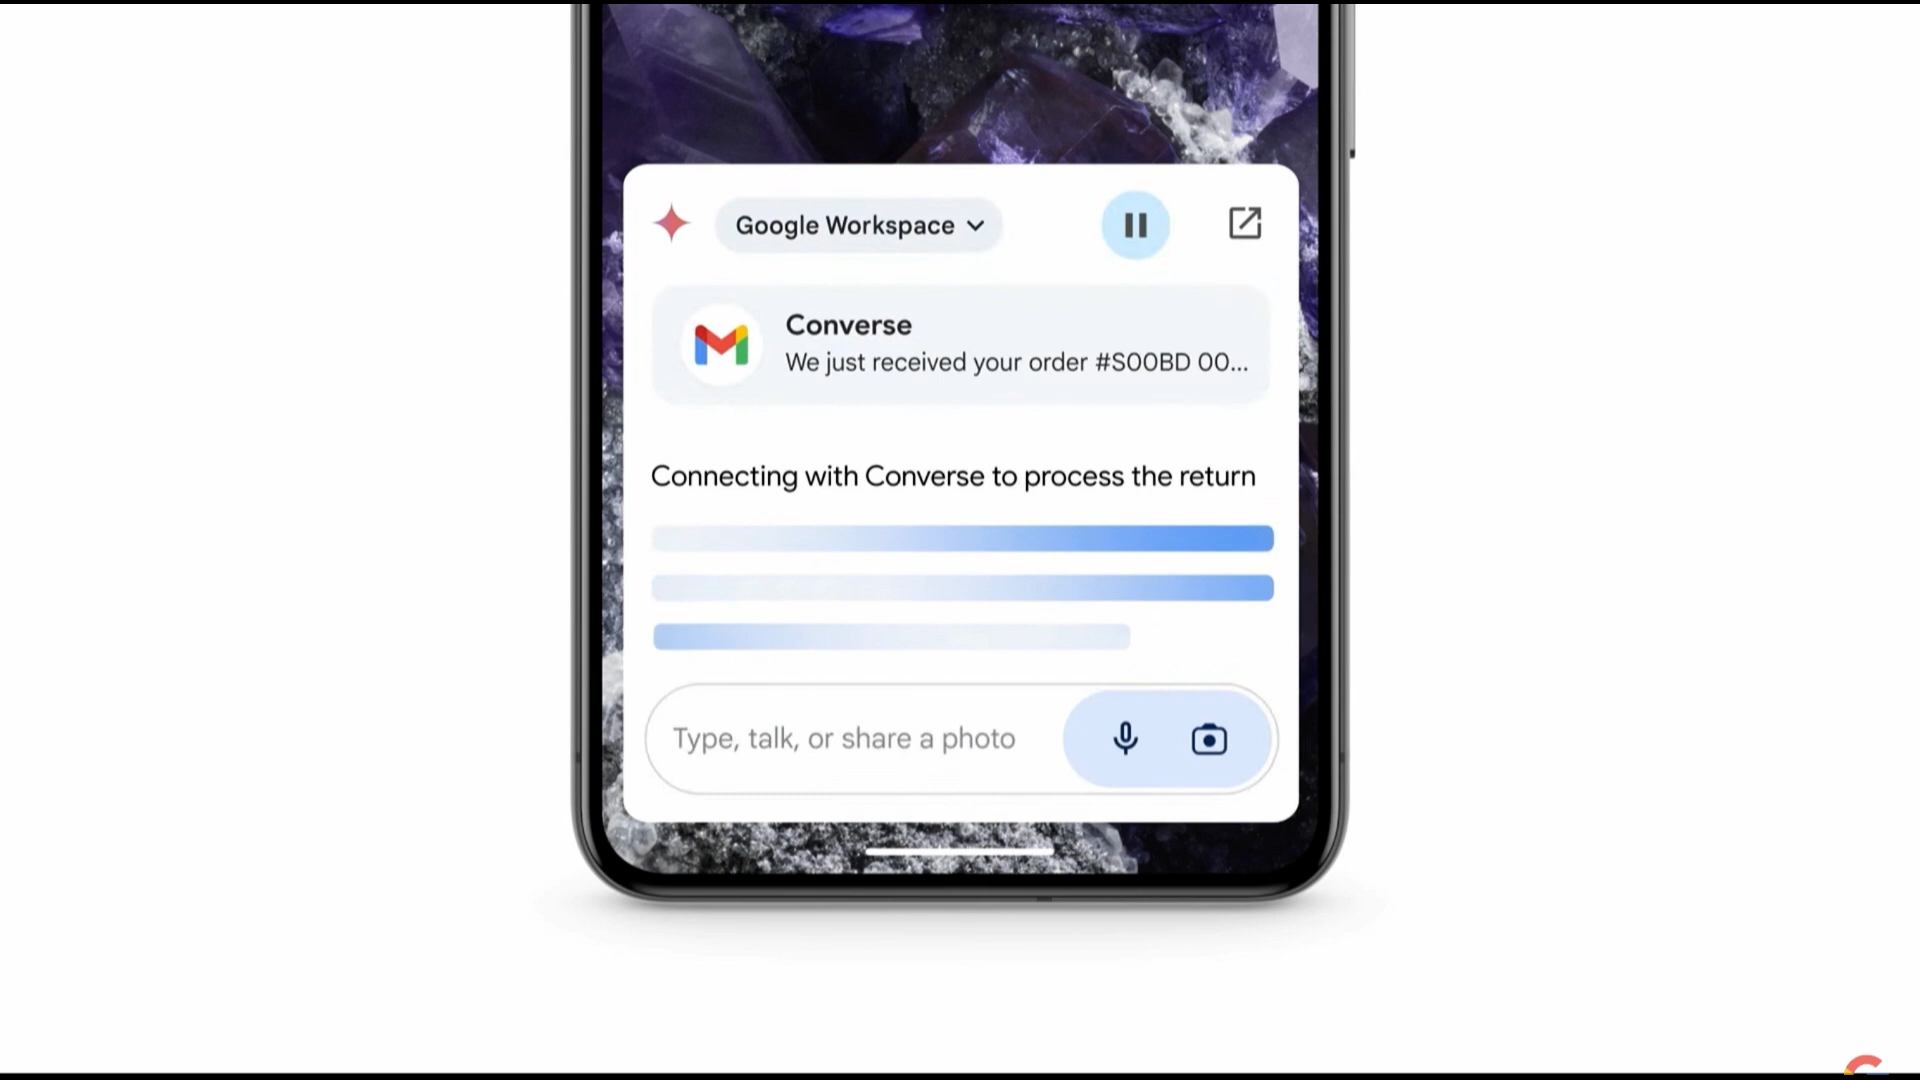 Google Workspace
Converse
We just received your order #S00BD 00...
Connecting with Converse to process the return
Type, talk, or share a photo